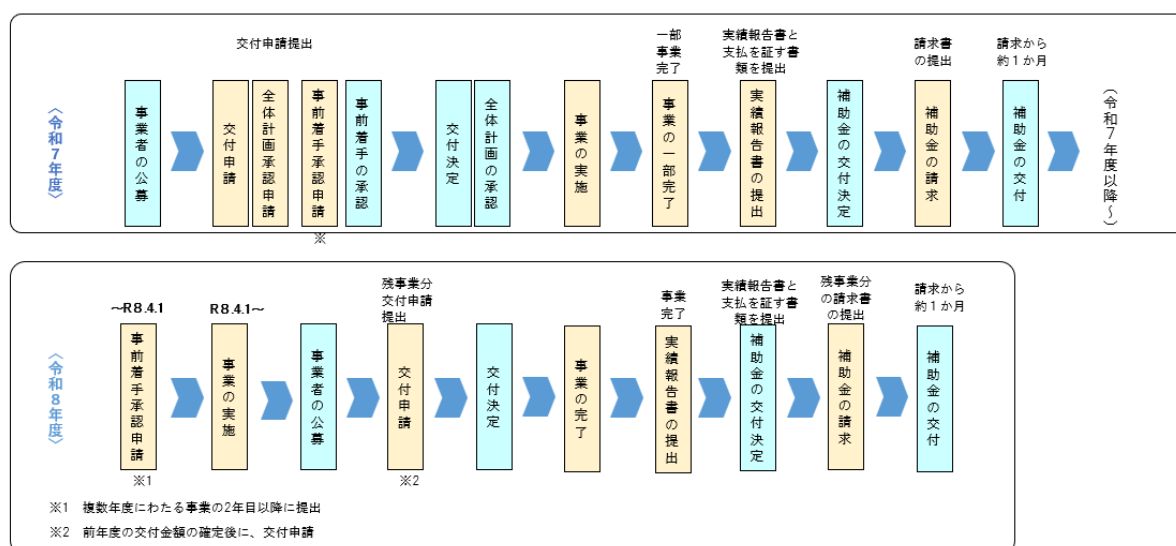 〈令和7年度〉
交付申請提出
一部
事業
完了
実績報告書と
支払を証す書
類を提出
請求書
の提出
請求から
約1か月
事業者の公募
交付申請
全体計画承認申請
事前着手承認申請
※
事前着手の承認
交付決定
全体計画の承認
事業の実施
事業の一部完了
実績報告書の提出
補助金の交付決定
補助金の請求
補助金の交付
(令和7年度以降～)
〈令和8年度〉
～R8.4.1
R8.4.1～
残事業分
交付申請
提出
事業
完了
実績報告書と
支払を証す書
類を提出
残事業分
の請求書
の提出
請求から
約1か月
事前着手承認申請
※1
事業の実施
事業者の公募
交付申請
※2
交付決定
事業の完了
実績報告書の提出
補助金の交付決定
補助金の請求
補助金の交付
※1 複数年度にわたる事業の2年目以降に提出
※2 前年度の交付金額の確定後に、交付申請